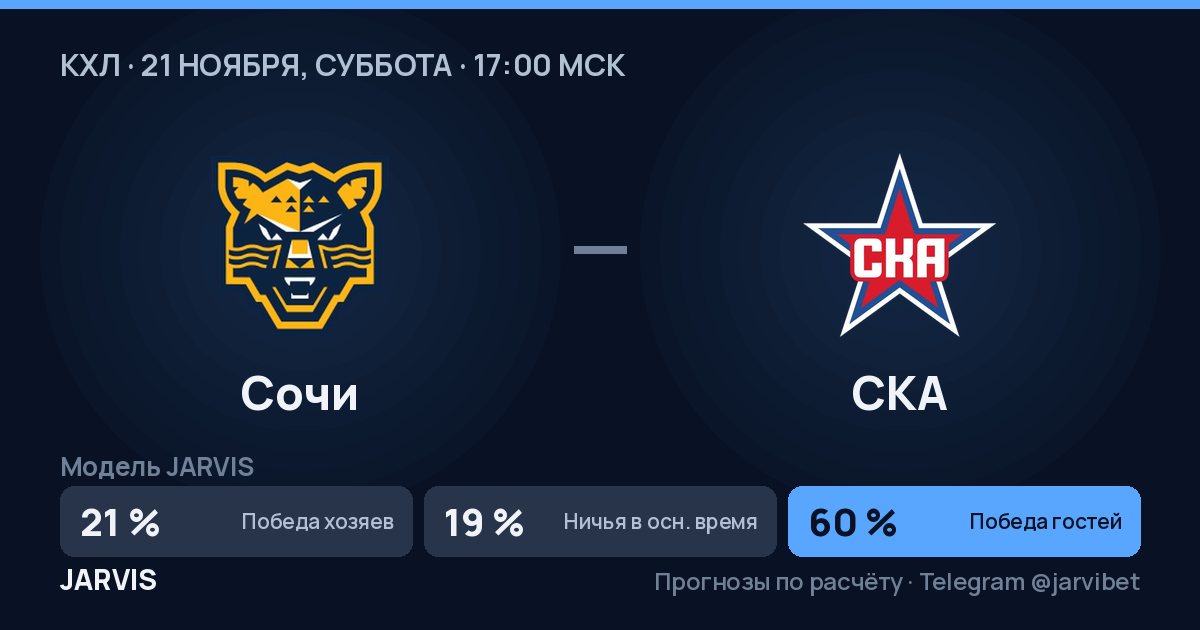 КХЛ · 21 НОЯБРЯ, СУББОТА · 17:00 МСК
СКА
Сочи
СКА
Модель JARVIS
21 % Победа хозяев
19 % Ничья в осн. время
60 % Победа гостей
JARVIS
Прогнозы по расчёту · Telegram @jarvibet